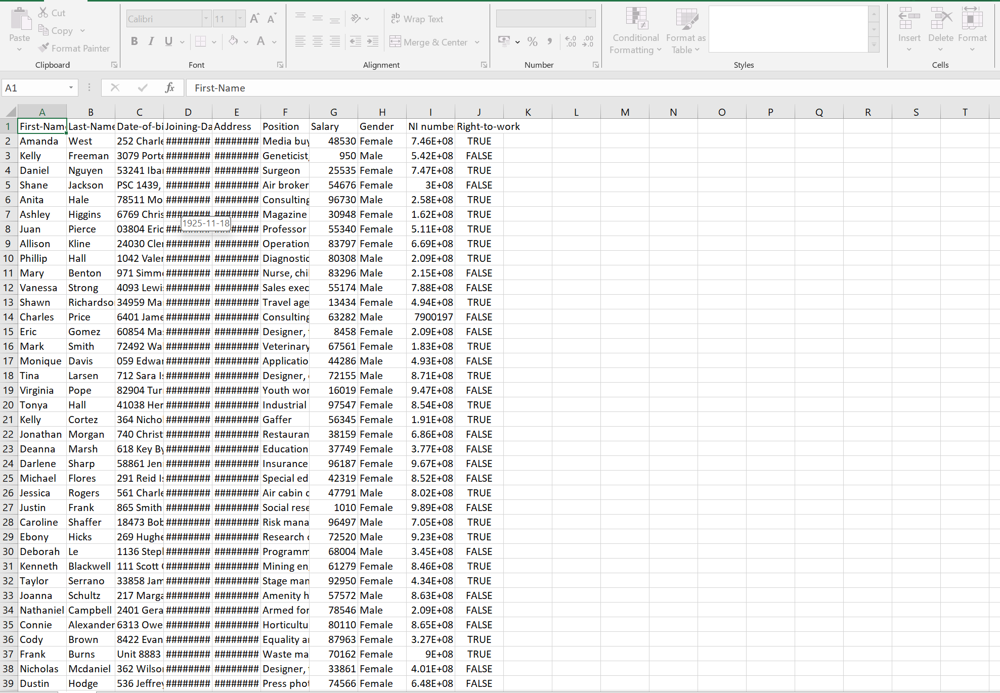 Cut
Copy
Format Painter
Paste
Clipboard
Calibri 11 A A
B I U A
Font
ab Wrap Text
Merge & Center
Alignment
% , .00 .00
Number
Conditional Formatting
Format as Table
Styles
Insert Delete Format
Cells
A1 fx First-Name
A B C D E F G H I J K L M N O P Q R S T
1 First-Nam Last-Name Date-of-bi Joining-Da Address Position Salary Gender NI numbe Right-to-work
2 Amanda West 252 Charle ######## ######## Media buy 48530 Female 7.46E+08 TRUE
3 Kelly Freeman 3079 Porte ######## ######## Geneticist, 950 Male 5.42E+08 FALSE
4 Daniel Nguyen 53241 Iba ######## ######## Surgeon 25535 Female 7.47E+08 TRUE
5 Shane Jackson PSC 1439, ######## ######## Air broker 54676 Female 3E+08 FALSE
6 Anita Hale 78511 Mo ######## ######## Consulting 96730 Male 2.58E+08 TRUE
7 Ashley Higgins 6769 Chris ######## ######## Magazine 30948 Female 1.62E+08 TRUE
1925-11-18
8 Juan Pierce 03804 Eric ### ##### Professor 55340 Female 5.11E+08 TRUE
9 Allison Kline 24030 Cle ######## ######## Operation 83797 Female 6.69E+08 TRUE
10 Phillip Hall 1042 Valer ######## ######## Diagnostic 80308 Male 2.09E+08 TRUE
11 Mary Benton 971 Simm ######## ######## Nurse, chil 83296 Male 2.15E+08 FALSE
12 Vanessa Strong 4093 Lewi ######## ######## Sales exec 55174 Male 7.88E+08 FALSE
13 Shawn Richardso 34959 Ma ######## ######## Travel age 13434 Female 4.94E+08 TRUE
14 Charles Price 6401 Jame ######## ######## Consulting 63282 Male 7900197 FALSE
15 Eric Gomez 60854 Ma ######## ######## Designer, 8458 Female 2.09E+08 FALSE
16 Mark Smith 72492 Wal ######## ######## Veterinary 67561 Female 1.83E+08 TRUE
17 Monique Davis 059 Edwar ######## ######## Applicatio 44286 Male 4.93E+08 FALSE
18 Tina Larsen 712 Sara Is ######## ######## Designer, 72155 Male 8.71E+08 TRUE
19 Virginia Pope 82904 Tur ######## ######## Youth wor 16019 Female 9.47E+08 FALSE
20 Tonya Hall 41038 Her ######## ######## Industrial 97547 Female 8.54E+08 TRUE
21 Kelly Cortez 364 Nichol ######## ######## Gaffer 56345 Female 1.91E+08 TRUE
22 Jonathan Morgan 740 Christ ######## ######## Restauran 38159 Female 6.86E+08 FALSE
23 Deanna Marsh 618 Key By ######## ######## Education 37749 Female 3.77E+08 FALSE
24 Darlene Sharp 58861 Jen ######## ######## Insurance 96187 Female 9.67E+08 FALSE
25 Michael Flores 291 Reid Is ######## ######## Special ed 42319 Female 8.52E+08 FALSE
26 Jessica Rogers 561 Charle ######## ######## Air cabin c 47791 Male 8.02E+08 TRUE
27 Justin Frank 865 Smith ######## ######## Social rese 1010 Female 9.89E+08 FALSE
28 Caroline Shaffer 18473 Bob ######## ######## Risk mana 96497 Male 7.05E+08 TRUE
29 Ebony Hicks 269 Hughe ######## ######## Research c 72520 Male 9.23E+08 TRUE
30 Deborah Le 1136 Step ######## ######## Programm 68004 Male 3.45E+08 FALSE
31 Kenneth Blackwell 111 Scott ######## ######## Mining en 61279 Female 8.46E+08 TRUE
32 Taylor Serrano 33858 Jam ######## ######## Stage man 92950 Female 4.34E+08 TRUE
33 Joanna Schultz 217 Marga ######## ######## Amenity h 57572 Male 8.63E+08 FALSE
34 Nathaniel Campbell 2401 Gera ######## ######## Armed for 78546 Male 2.09E+08 FALSE
35 Connie Alexander 6313 Owe ######## ######## Horticultu 80110 Female 8.65E+08 FALSE
36 Cody Brown 8422 Evan ######## ######## Equality a 87963 Female 3.27E+08 TRUE
37 Frank Burns Unit 8883 ######## ######## Waste ma 70162 Female 9E+08 TRUE
38 Nicholas Mcdaniel 362 Wilso ######## ######## Designer, 33861 Female 4.01E+08 FALSE
39 Dustin Hodge 536 Jeffrey ######## ######## Press phot 74566 Female 6.48E+08 FALSE